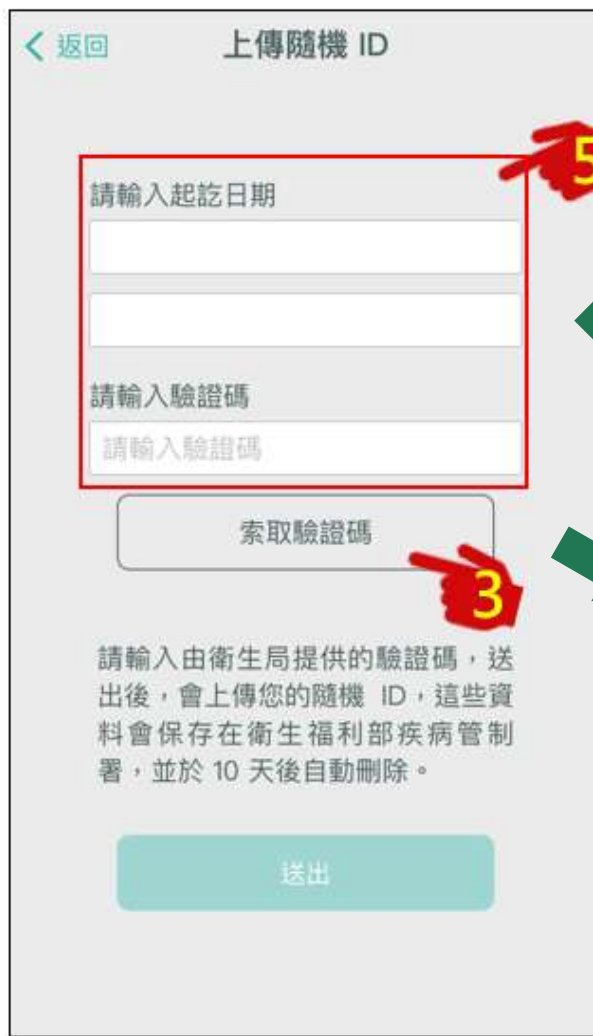 返回
上傳隨機 ID
5
請輸入起訖日期
請輸入驗證碼
請輸入驗證碼
索取驗證碼
3
請輸入由衛生局提供的驗證碼，送
出後，會上傳您的隨機 ID，這些資
料會保存在衛生福利部疾病管制
署，並於 10 天後自動刪除。
送出